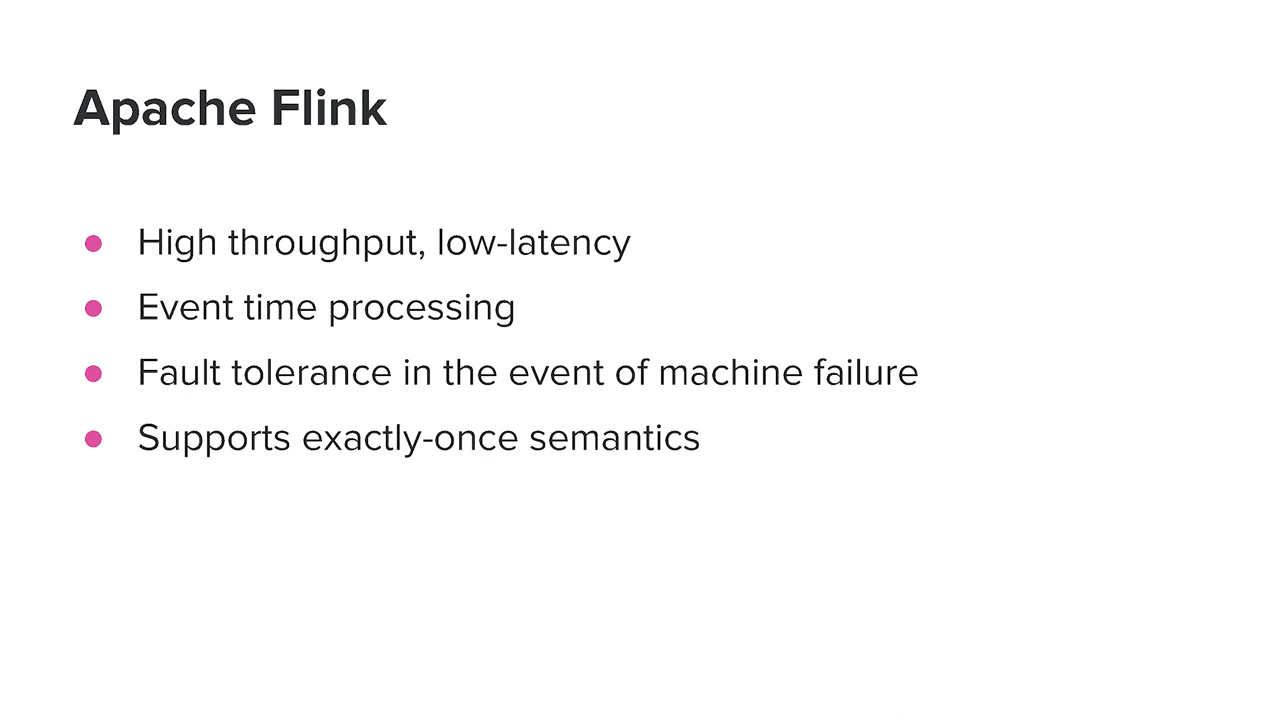 Apache Flink
High throughput, low-latency
Event time processing
Fault tolerance in the event of machine failure
Supports exactly-once semantics